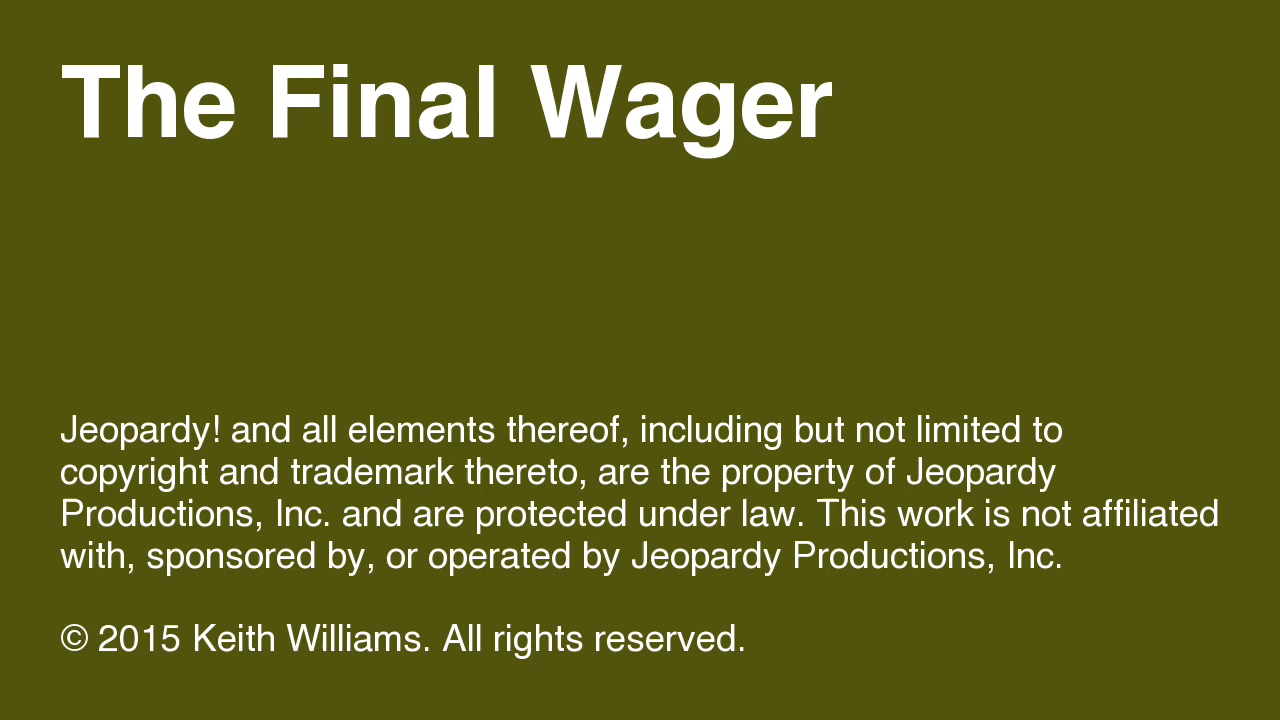 The Final Wager
Jeopardy! and all elements thereof, including but not limited to
copyright and trademark thereto, are the property of Jeopardy
Productions, Inc. and are protected under law. This work is not affiliated
with, sponsored by, or operated by Jeopardy Productions, Inc.
© 2015 Keith Williams. All rights reserved.